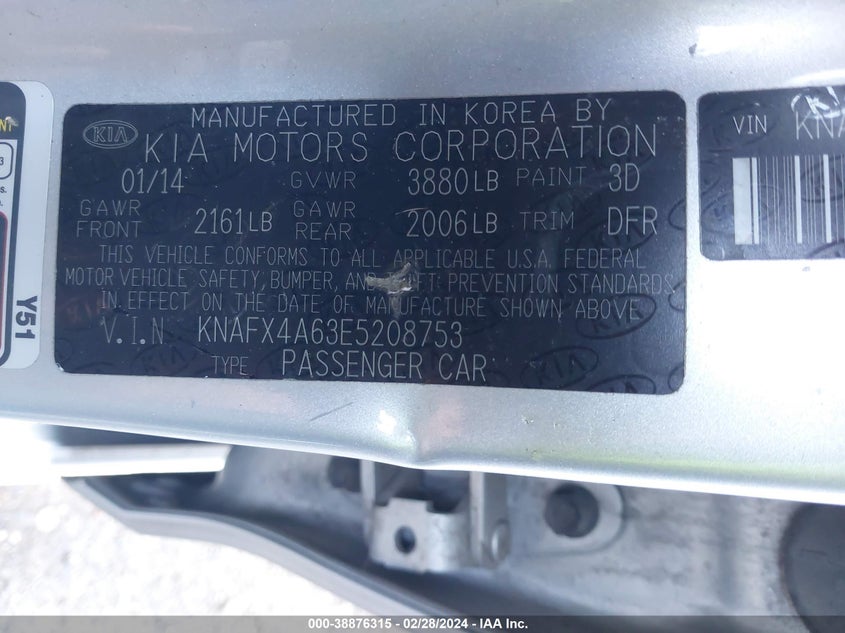 MANUFACTURED IN KOREA BY
KIA KIA MOTORS CORPORATION
01/14 GVWR 3880LB PAINT 3D
GAWR FRONT 2161LB GAWR REAR 2006LB TRIM DFR
THIS VEHICLE CONFORMS TO ALL APPLICABLE U.S.A. FEDERAL
MOTOR VEHICLE SAFETY, BUMPER, AND THEFT PREVENTION STANDARDS
IN EFFECT ON THE DATE OF MANUFACTURE SHOWN ABOVE
V.I.N KNAFX4A63E5208753
TYPE PASSENGER CAR
VIN KNA
Y51
000-38876315 - 02/28/2024 - IAA Inc.